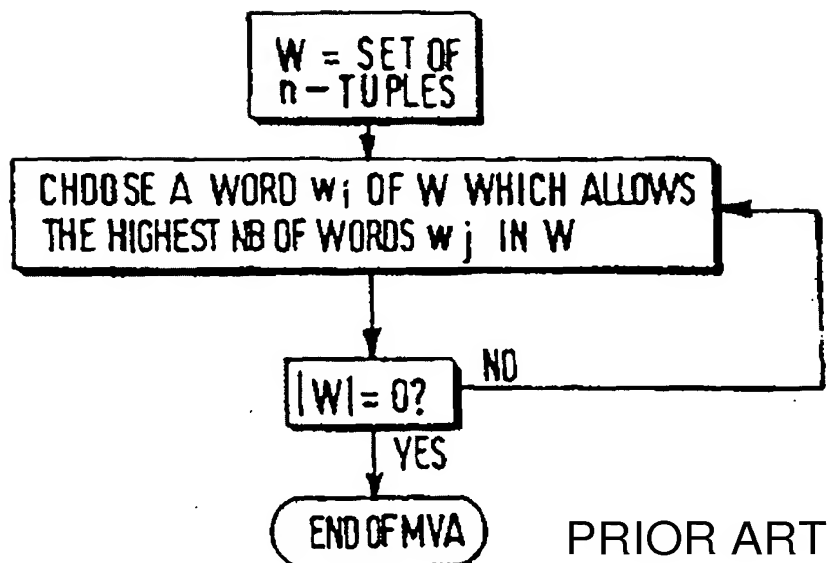 W = SET OF
n-TUPLES
CHOOSE A WORD wi OF W WHICH ALLOWS
THE HIGHEST NB OF WORDS wj IN W
|W| = 0?
NO
YES
END OF MVA
PRIOR ART